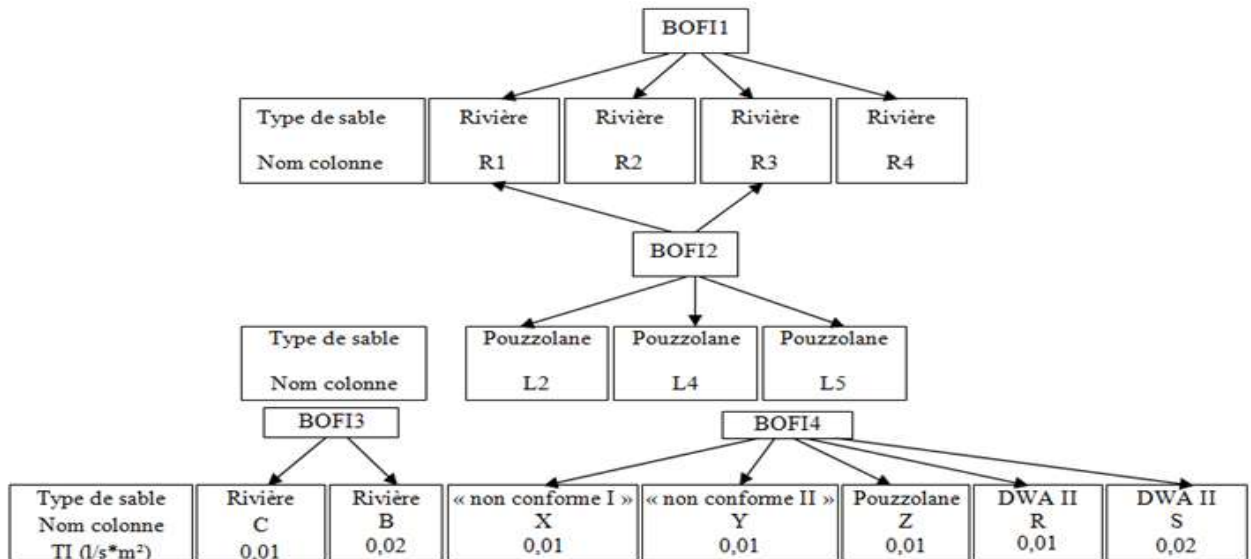 BOFI1
Type de sable Rivière Rivière Rivière Rivière
Nom colonne R1 R2 R3 R4
BOFI2
Type de sable Pouzzolane Pouzzolane Pouzzolane
Nom colonne L2 L4 L5
BOFI3 BOFI4
Type de sable Rivière Rivière « non conforme I » « non conforme II » Pouzzolane DWA II DWA II
Nom colonne C B X Y Z R S
TI (l/s*m²) 0,01 0,02 0,01 0,01 0,01 0,01 0,02